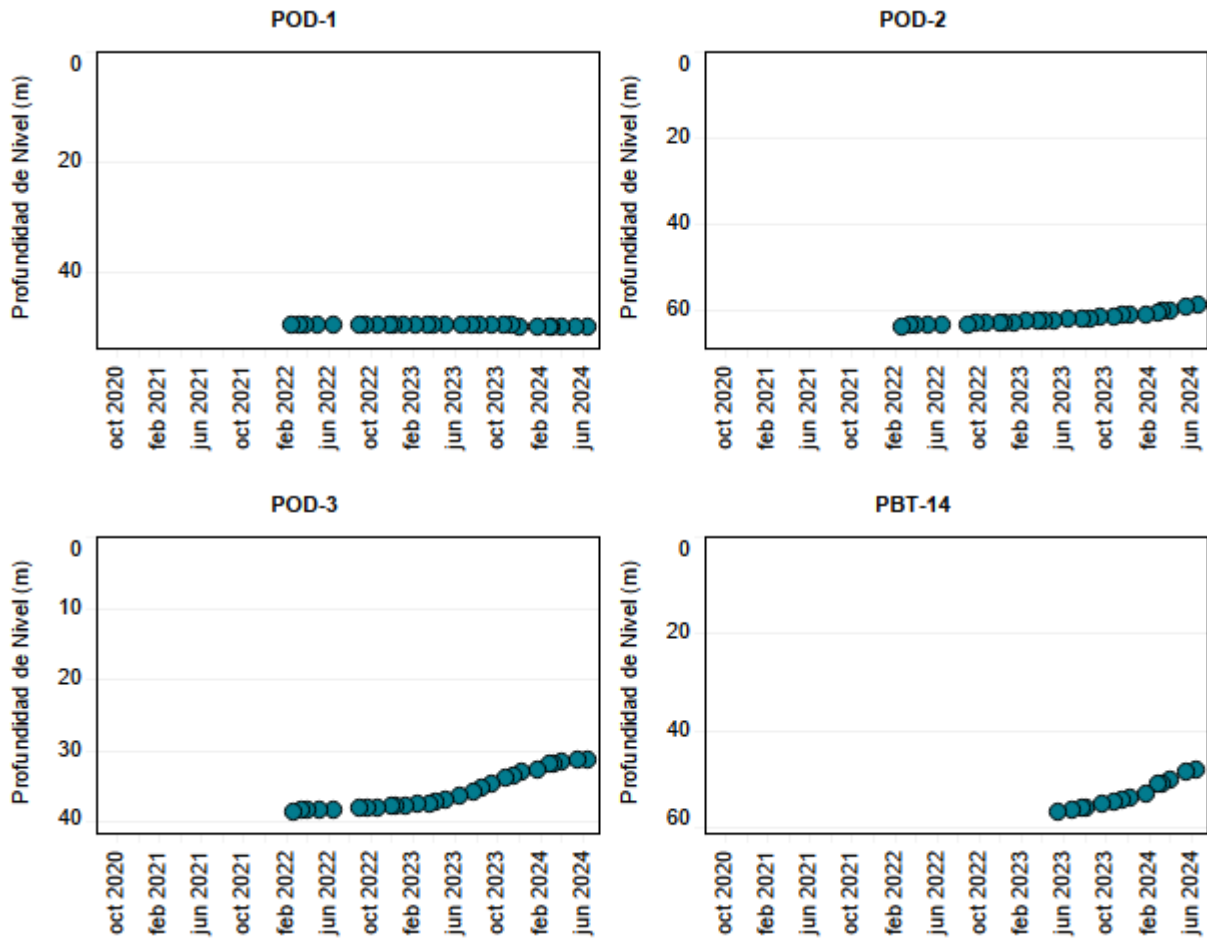 POD-1
Profundidad de Nivel (m)
0
20
40
oct 2020
feb 2021
jun 2021
oct 2021
feb 2022
jun 2022
oct 2022
feb 2023
jun 2023
oct 2023
feb 2024
jun 2024
POD-2
Profundidad de Nivel (m)
0
20
40
60
oct 2020
feb 2021
jun 2021
oct 2021
feb 2022
jun 2022
oct 2022
feb 2023
jun 2023
oct 2023
feb 2024
jun 2024
POD-3
Profundidad de Nivel (m)
0
10
20
30
40
oct 2020
feb 2021
jun 2021
oct 2021
feb 2022
jun 2022
oct 2022
feb 2023
jun 2023
oct 2023
feb 2024
jun 2024
PBT-14
Profundidad de Nivel (m)
0
20
40
60
oct 2020
feb 2021
jun 2021
oct 2021
feb 2022
jun 2022
oct 2022
feb 2023
jun 2023
oct 2023
feb 2024
jun 2024